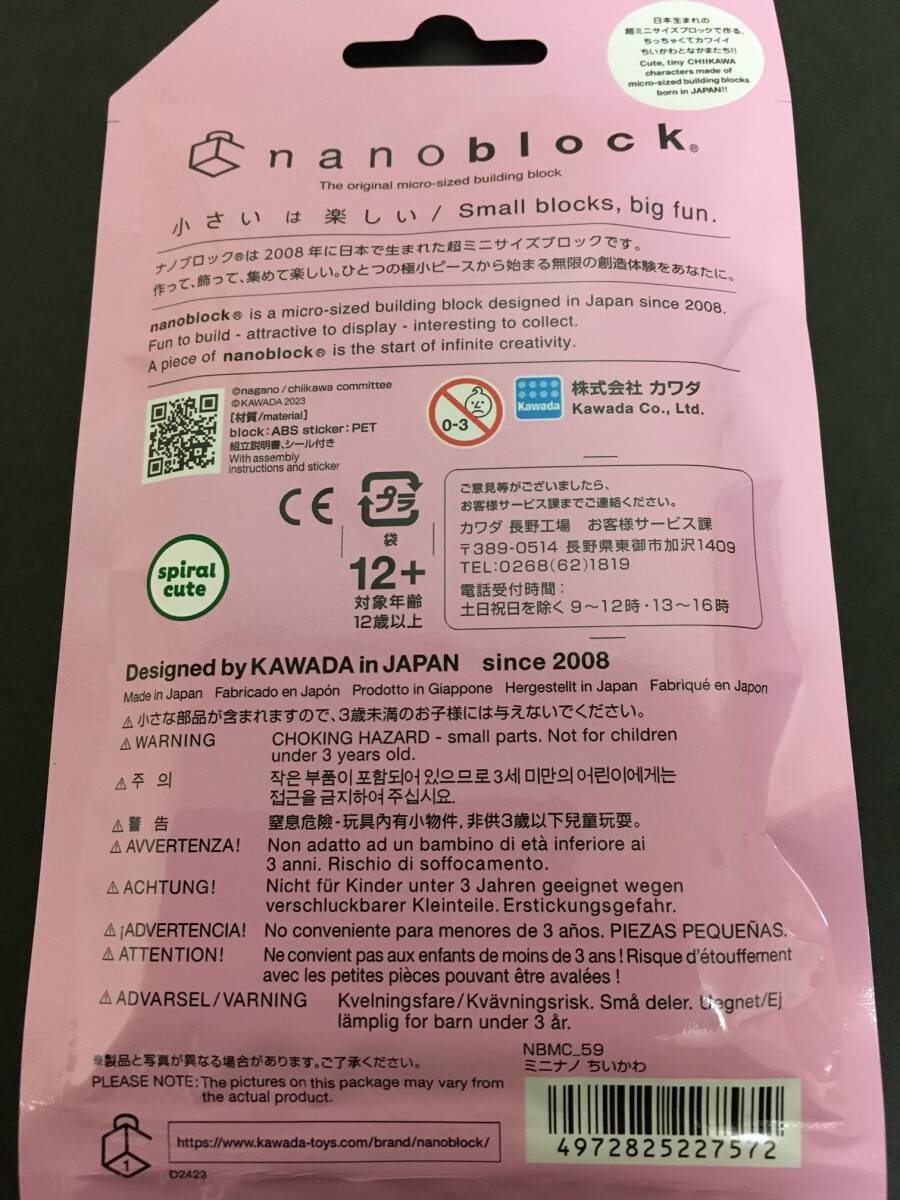 日本生まれの
超ミニサイズブロックで作る、
ちっちゃくてカワイイ
ちいかわとなかまたち!!
Cute, tiny CHIIKAWA
characters made of
micro-sized building blocks
born in JAPAN!!
nanoblock®
The original micro-sized building block
小さいは楽しい/ Small blocks, big fun.
ナノブロック®は2008年に日本で生まれた超ミニサイズブロックです。
作って、飾って、集めて楽しい。ひとつの極小ピースから始まる無限の創造体験をあなたに。
nanoblock® is a micro-sized building block designed in Japan since 2008.
Fun to build - attractive to display - interesting to collect.
A piece of nanoblock® is the start of infinite creativity.
©nagano / chiikawa committee
©KAWADA 2023
[材質/material]
block:ABS sticker:PET
組立説明書、シール付き
With assembly
instructions and sticker
0-3
Kawada
株式会社 カワダ
Kawada Co., Ltd.
CE
プラ
袋
12+
対象年齢
12歳以上
ご意見等がございましたら、
お客様サービス課までご連絡ください。
カワダ 長野工場 お客様サービス課
〒389-0514 長野県東御市加沢1409
TEL:0268(62)1819
電話受付時間:
土日祝日を除く 9～12時・13～16時
spiral
cute
Designed by KAWADA in JAPAN since 2008
Made in Japan Fabricado en Japón Prodotto in Giappone Hergestellt in Japan Fabriqué en Japon
⚠小さな部品が含まれますので、3歳未満のお子様には与えないでください。
⚠WARNING CHOKING HAZARD - small parts. Not for children
under 3 years old.
⚠주 의 작은 부품이 포함되어 있으므로 3세 미만의 어린이에게는
접근을 금지하여 주십시요.
⚠警 告 窒息危險-玩具內有小物件, 非供3歲以下兒童玩耍。
⚠AVVERTENZA! Non adatto ad un bambino di età inferiore ai
3 anni. Rischio di soffocamento.
⚠ACHTUNG! Nicht für Kinder unter 3 Jahren geeignet wegen
verschluckbarer Kleinteile. Erstickungsgefahr.
⚠¡ADVERTENCIA! No conveniente para menores de 3 años. PIEZAS PEQUEÑAS.
⚠ATTENTION! Ne convient pas aux enfants de moins de 3 ans ! Risque d'étouffement
avec les petites pièces pouvant être avalées !
⚠ADVARSEL/VARNING Kvelningsfare/Kvävningsrisk. Små deler. Uegnet/Ej
lämplig for barn under 3 år.
※製品と写真が異なる場合があります。ご了承ください。
PLEASE NOTE: The pictures on this package may vary from
the actual product.
NBMC_59
ミニナノ ちいかわ
1
https://www.kawada-toys.com/brand/nanoblock/
D2423
4972825227572